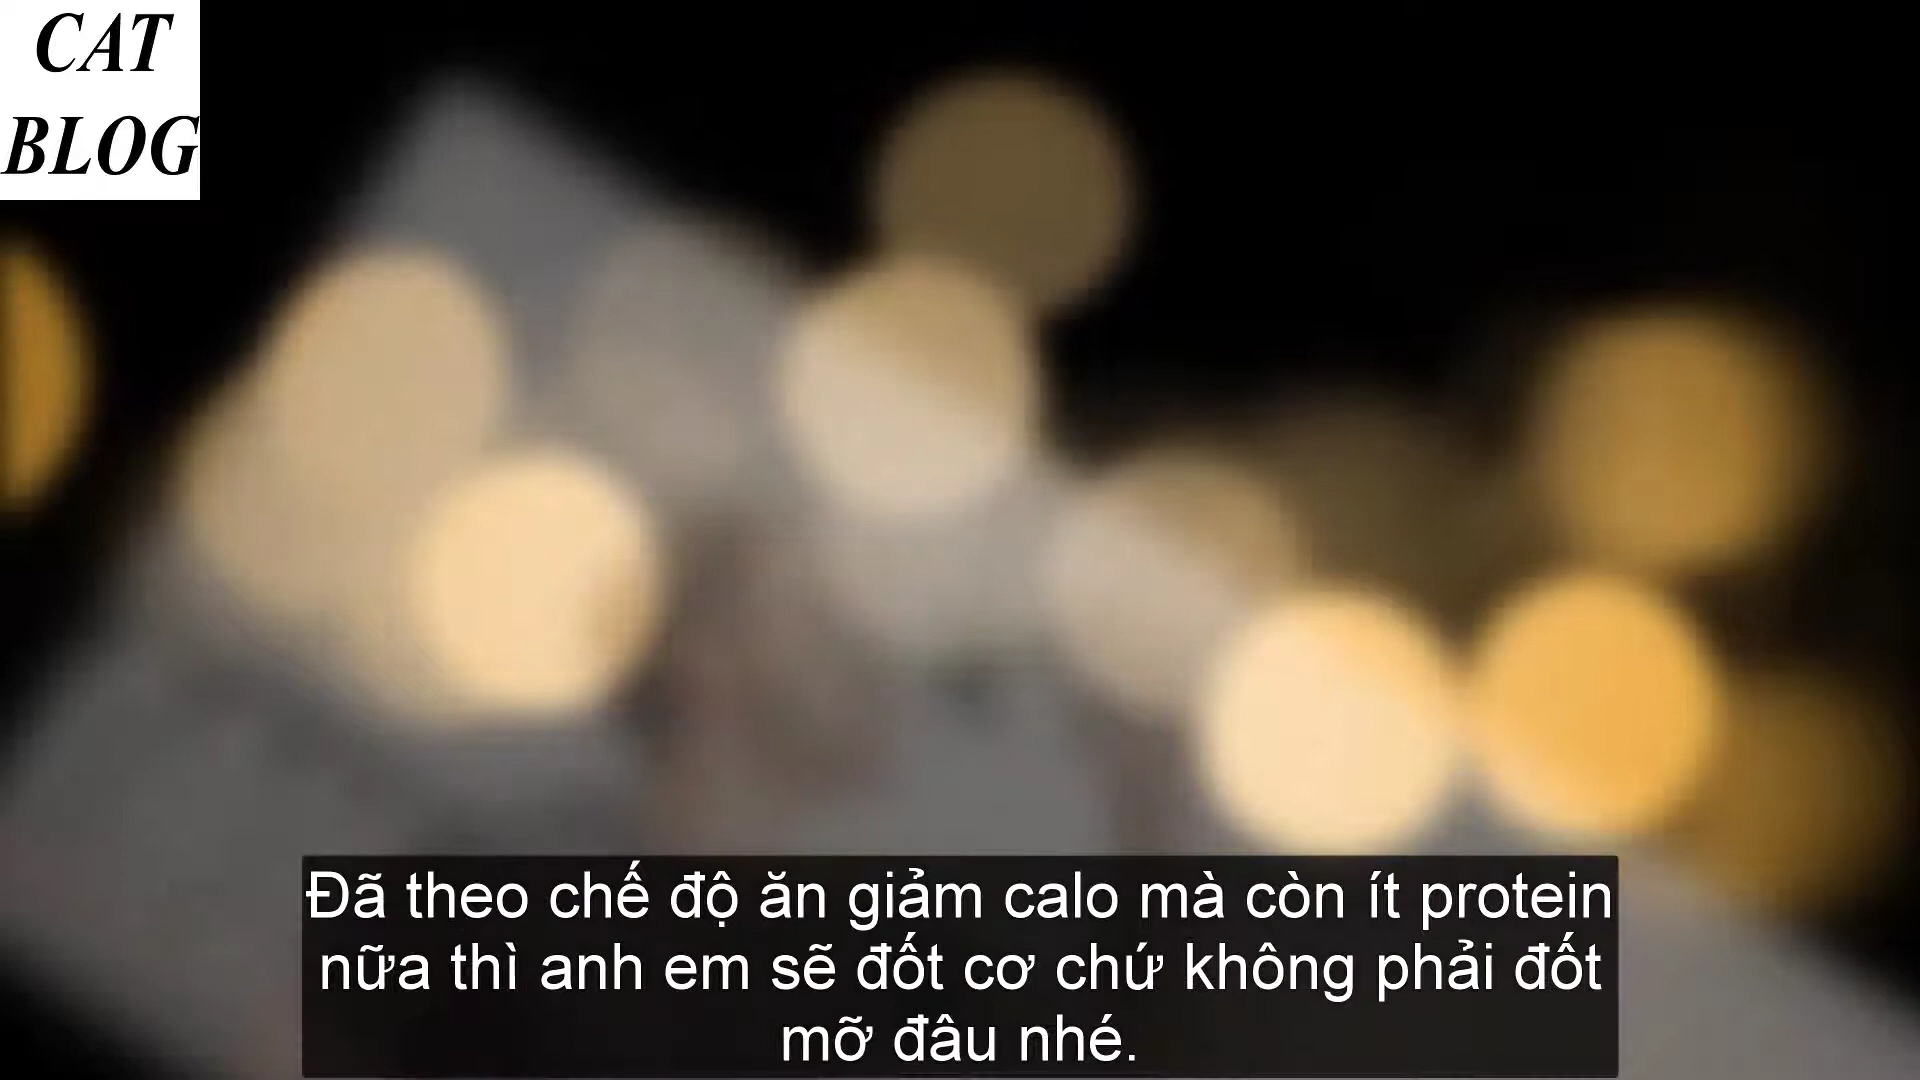 CAT
BLOG
Đã theo chế độ ăn giảm calo mà còn ít protein
nữa thì anh em sẽ đốt cơ chứ không phải đốt
mỡ đâu nhé.